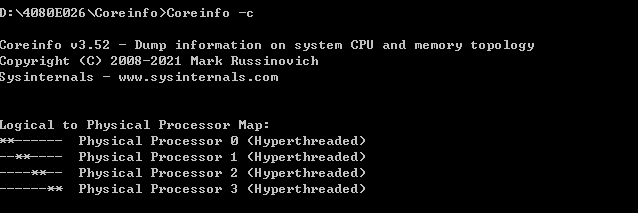 D:\4080E026\Coreinfo>Coreinfo -c
Coreinfo v3.52 - Dump information on system CPU and memory topology
Copyright (C) 2008-2021 Mark Russinovich
Sysinternals - www.sysinternals.com
Logical to Physical Processor Map:
**------  Physical Processor 0 (Hyperthreaded)
--**----  Physical Processor 1 (Hyperthreaded)
----**--  Physical Processor 2 (Hyperthreaded)
------**  Physical Processor 3 (Hyperthreaded)